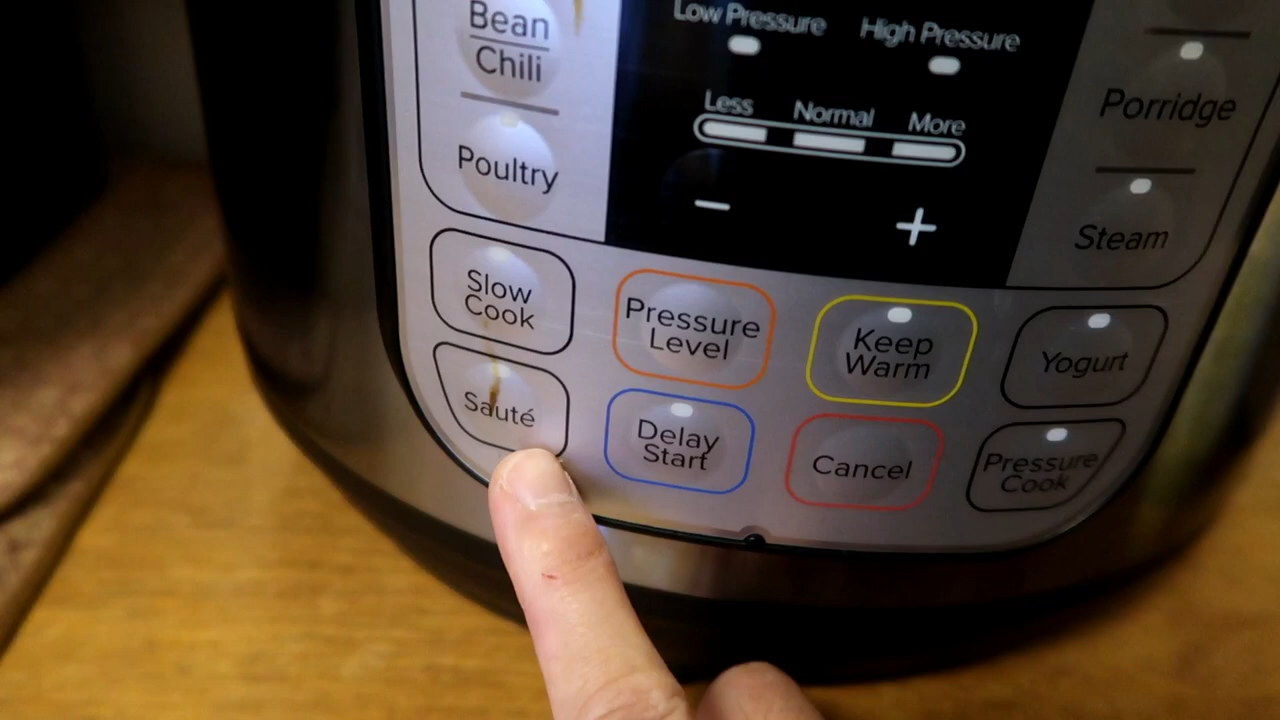 Bean
Chili
Poultry
Low Pressure
High Pressure
Less
Normal
More
−
+
Porridge
Steam
Slow
Cook
Pressure
Level
Keep
Warm
Yogurt
Sauté
Delay
Start
Cancel
Pressure
Cook